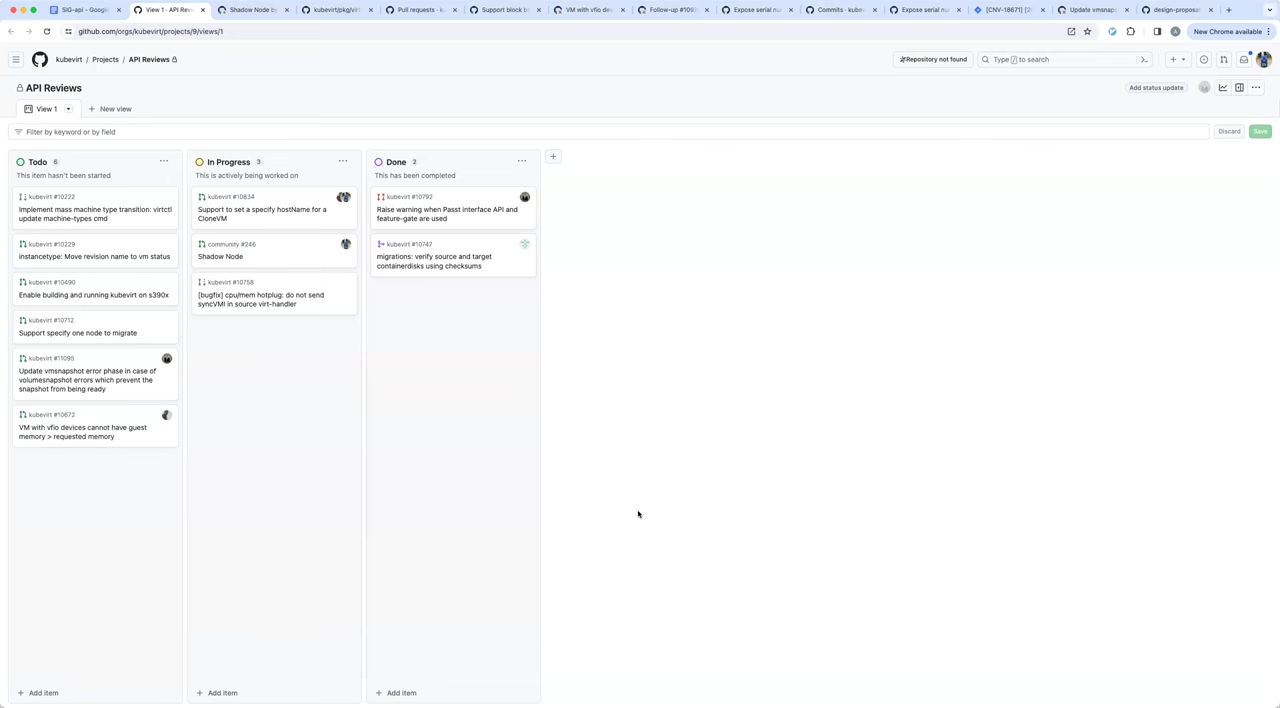 SIG-api - Google
View 1 - API Revi
Shadow Node by
kubevirt/pkg/virt
Pull requests · ku
Support block ba
VM with vfio dev
Follow-up #109
Expose serial nu
Commits · kubevi
Expose serial nu
[CNV-18671] [2
Update vmsnaps
design-proposa
github.com/orgs/kubevirt/projects/9/views/1
New Chrome available
kubevirt / Projects / API Reviews
Repository not found
Type / to search
API Reviews
Add status update
View 1
New view
Filter by keyword or by field
Discard
Save
Todo 6
This item hasn't been started
kubevirt #10222
Implement mass machine type transition: virtctl
update machine-types cmd
kubevirt #10229
instancetype: Move revision name to vm status
kubevirt #10490
Enable building and running kubevirt on s390x
kubevirt #10712
Support specify one node to migrate
kubevirt #11095
Update vmsnapshot error phase in case of
volumesnapshot errors which prevent the
snapshot from being ready
kubevirt #10672
VM with vfio devices cannot have guest
memory > requested memory
Add item
In Progress 3
This is actively being worked on
kubevirt #10834
Support to set a specify hostName for a
CloneVM
community #246
Shadow Node
kubevirt #10758
[bugfix] cpu/mem hotplug: do not send
syncVMI in source virt-handler
Add item
Done 2
This has been completed
kubevirt #10792
Raise warning when Passt interface API and
feature-gate are used
kubevirt #10747
migrations: verify source and target
containerdisks using checksums
Add item